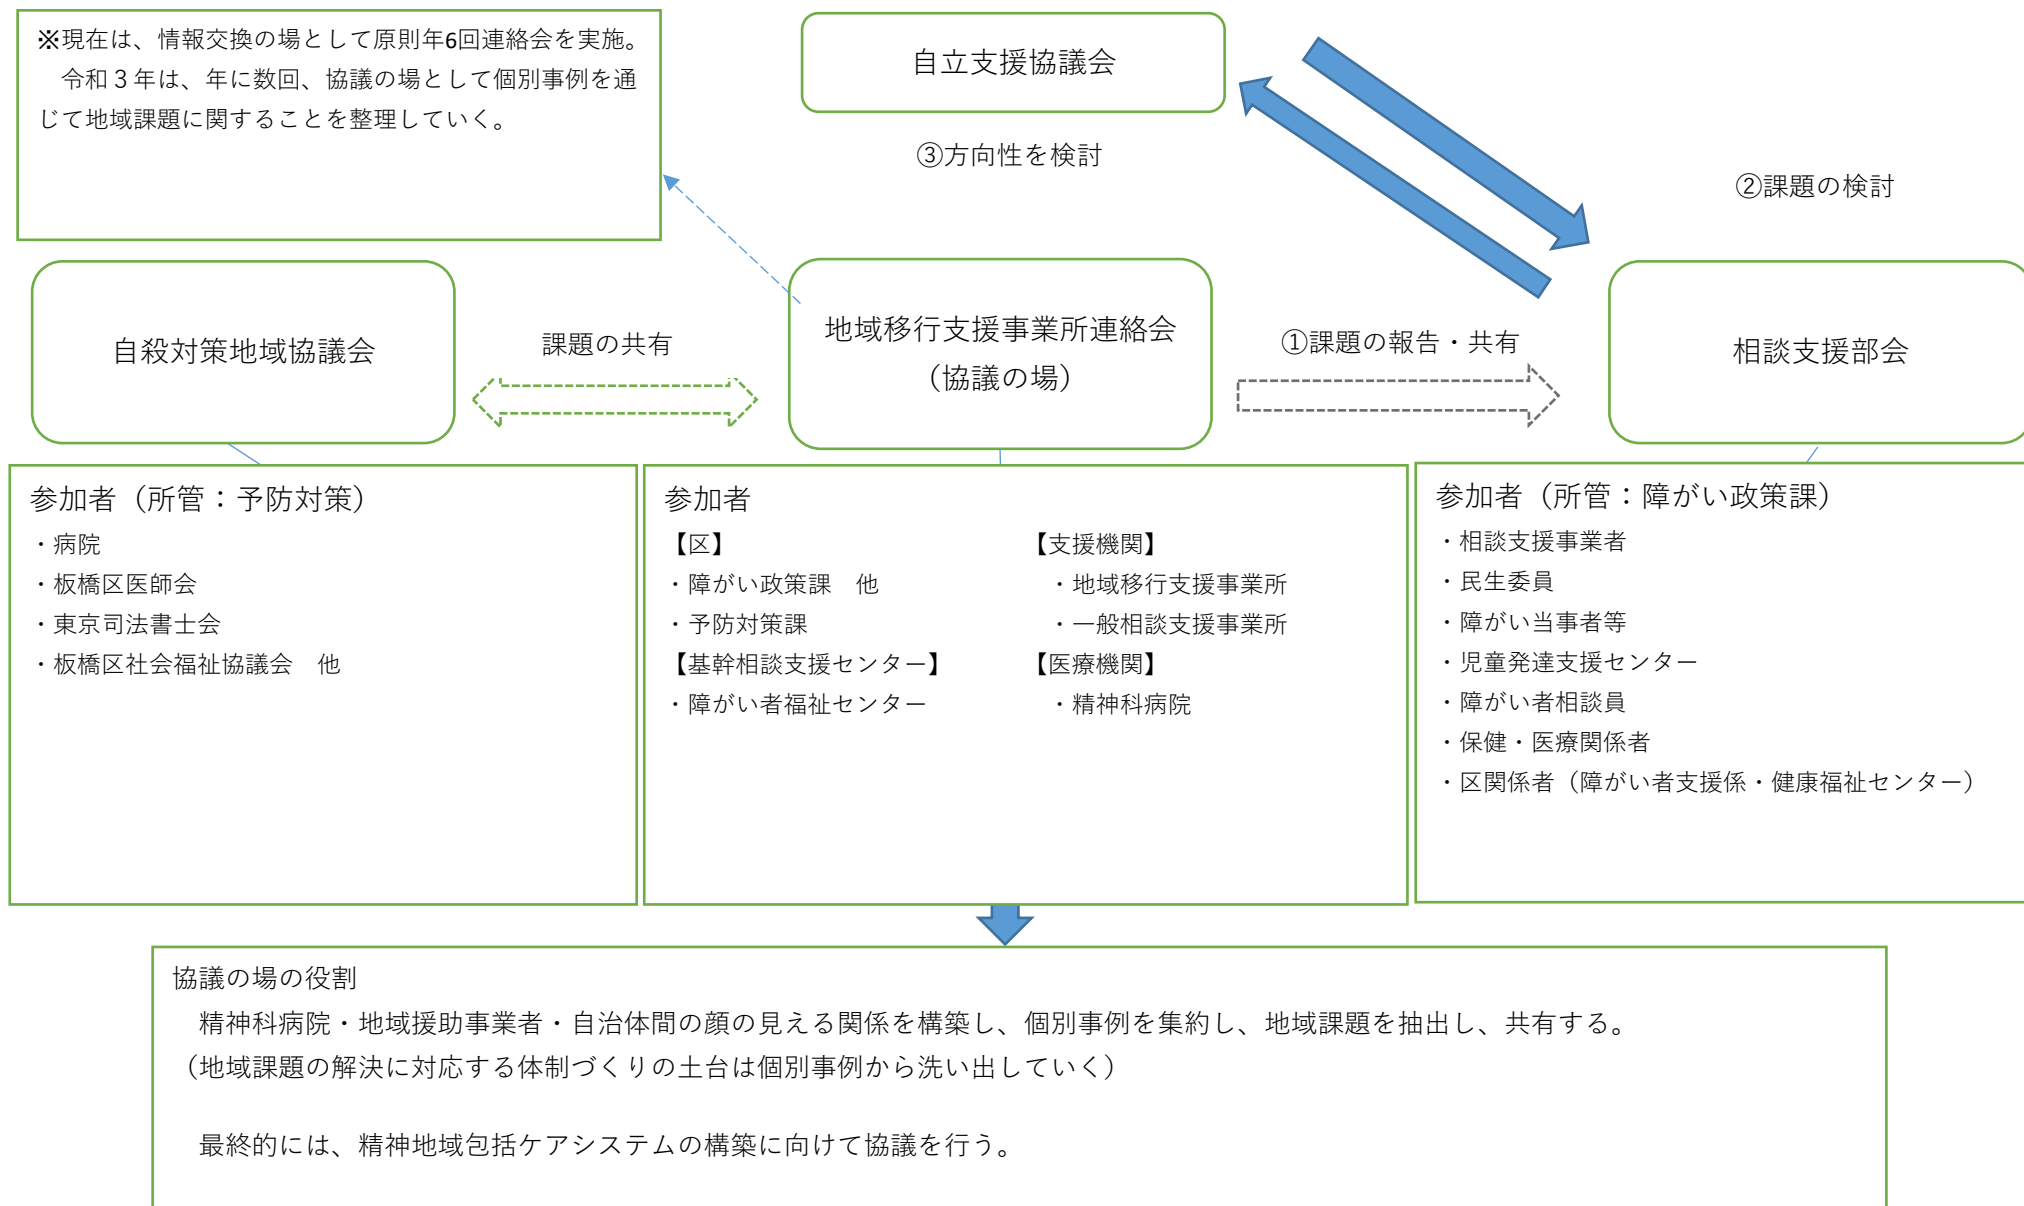 ※現在は、情報交換の場として原則年6回連絡会を実施。
　令和３年は、年に数回、協議の場として個別事例を通
じて地域課題に関することを整理していく。
自立支援協議会
③方向性を検討
②課題の検討
自殺対策地域協議会
課題の共有
地域移行支援事業所連絡会
（協議の場）
①課題の報告・共有
相談支援部会
参加者（所管：予防対策）
・病院
・板橋区医師会
・東京司法書士会
・板橋区社会福祉協議会　他
参加者
【区】
・障がい政策課　他
・予防対策課
【基幹相談支援センター】
・障がい者福祉センター
【支援機関】
・地域移行支援事業所
・一般相談支援事業所
【医療機関】
・精神科病院
参加者（所管：障がい政策課）
・相談支援事業者
・民生委員
・障がい当事者等
・児童発達支援センター
・障がい者相談員
・保健・医療関係者
・区関係者（障がい者支援係・健康福祉センター）
協議の場の役割
　精神科病院・地域援助事業者・自治体間の顔の見える関係を構築し、個別事例を集約し、地域課題を抽出し、共有する。
（地域課題の解決に対応する体制づくりの土台は個別事例から洗い出していく）
　最終的には、精神地域包括ケアシステムの構築に向けて協議を行う。